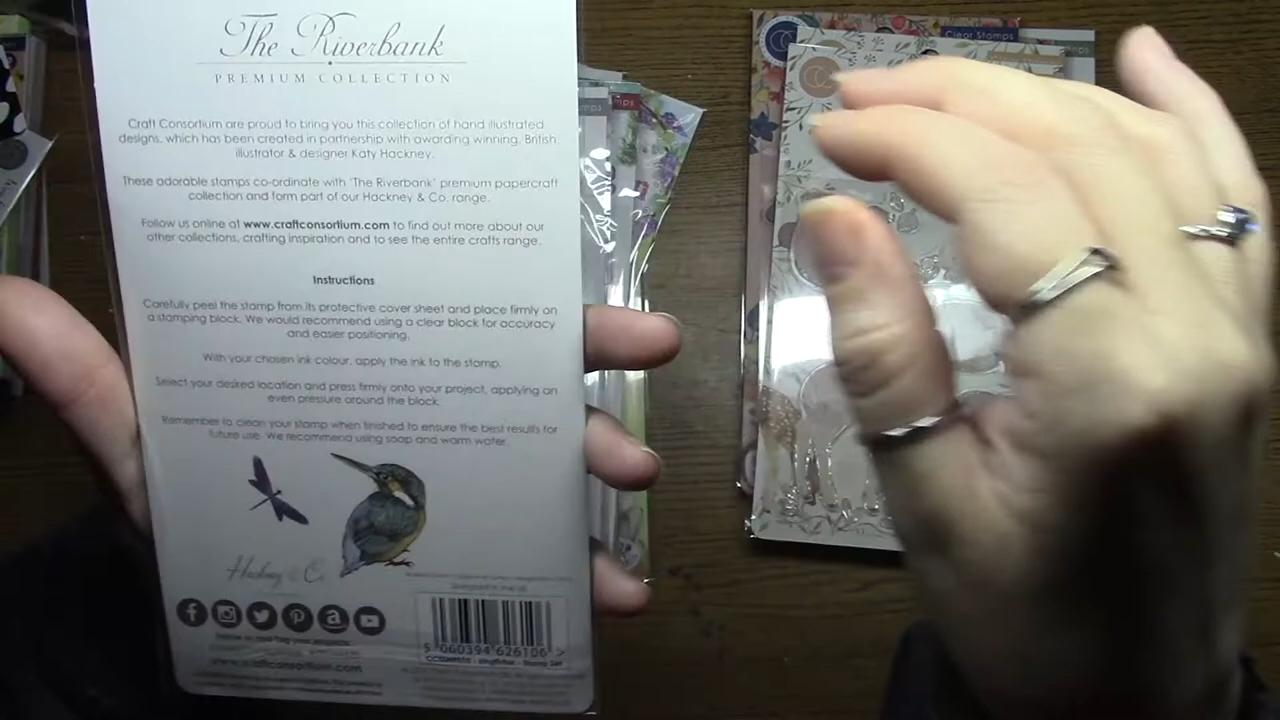 The Riverbank
PREMIUM COLLECTION
Clear Stamps
Craft Consortium are proud to bring you this collection of hand illustrated
designs, which has been created in partnership with awarding winning, British
illustrator & designer Katy Hackney.
These adorable stamps co-ordinate with 'The Riverbank' premium papercraft
collection and form part of our Hackney & Co. range.
Follow us online at www.craftconsortium.com to find out more about our
other collections, crafting inspiration and to see the entire crafts range.
Instructions
Carefully peel the stamp from its protective cover sheet and place firmly on
a stamping block. We would recommend using a clear block for accuracy
and easier positioning.
With your chosen ink colour, apply the ink to the stamp.
Select your desired location and press firmly onto your project, applying an
even pressure around the block.
Remember to clean your stamp when finished to ensure the best results for
future use. We recommend using soap and warm water.
Hackney & Co.
5 060394 626106 >
Kingfisher - Stamp Set
www.craftconsortium.com